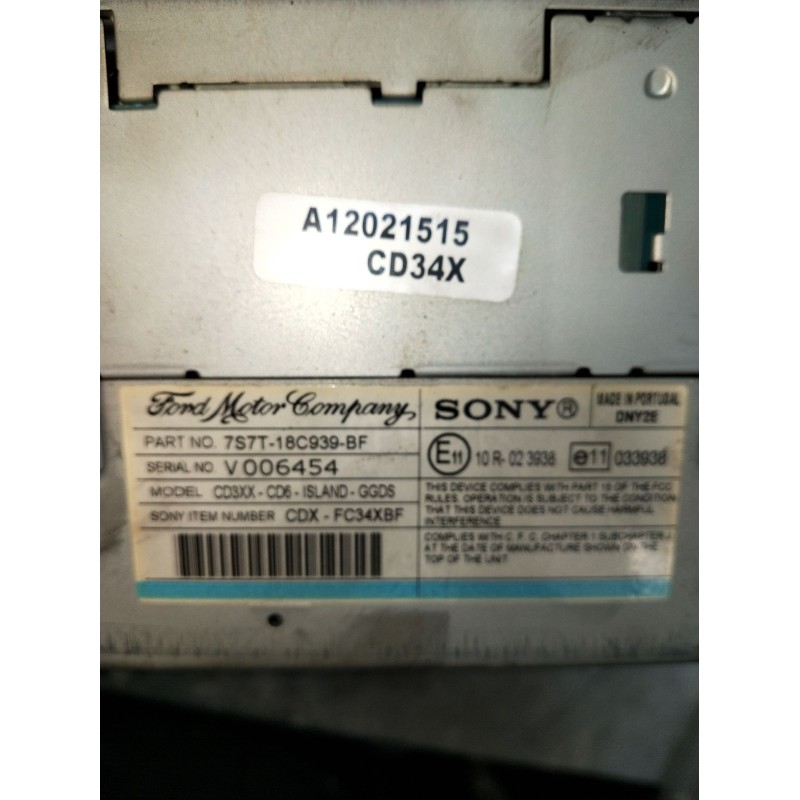 A12021515
CD34X
Ford Motor Company
PART NO. 7S7T-18C939-BF
SERIAL NO. V006454
MODEL CD3XX-CD6-ISLAND-GGDS
SONY ITEM NUMBER CDX-FC34XBF
SONY®
MADE IN PORTUGAL
E11 10 R-02 3938
e11 033938
THIS DEVICE COMPLIES WITH PART 15 OF THE FCC
RULES. OPERATION IS SUBJECT TO THE CONDITION
THAT THIS DEVICE DOES NOT CAUSE HARMFUL
INTERFERENCE
COMPLIES WITH C.F.C. CHAPTER 1 SUBCHAPTER J
AT THE DATE OF MANUFACTURE SHOWN ON THE
TOP OF THE UNIT